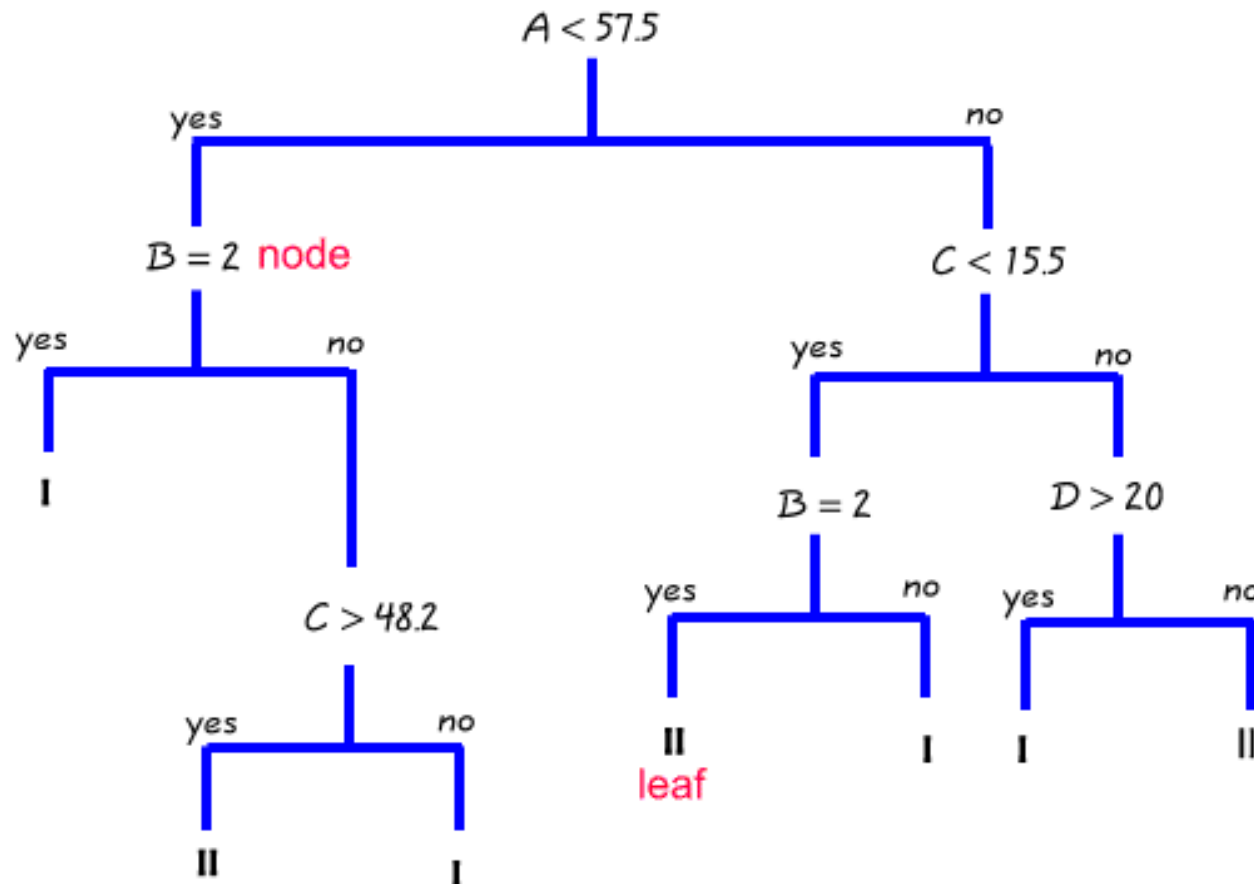 A < 57.5
yes no
B = 2 node C < 15.5
yes no yes no
I B = 2 D > 20
yes no yes no
C > 48.2
yes no II I I II
leaf
II I